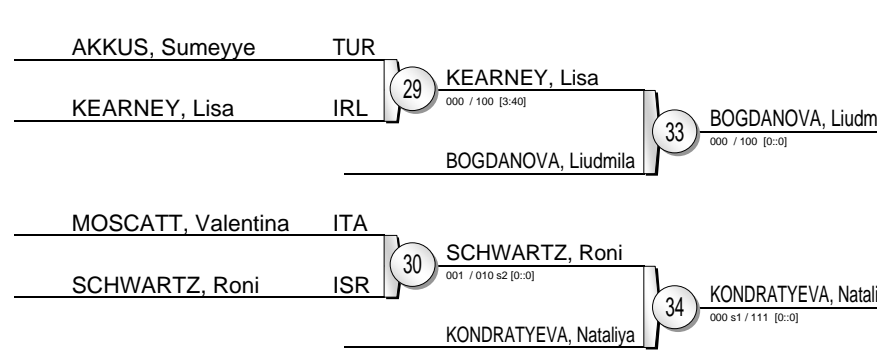 AKKUS, Sumeyye TUR
29 KEARNEY, Lisa
000 / 100 [3:40]
KEARNEY, Lisa IRL
33 BOGDANOVA, Liudm
000 / 100 [0::0]
BOGDANOVA, Liudmila
MOSCATT, Valentina ITA
30 SCHWARTZ, Roni
001 / 010 s2 [0::0]
SCHWARTZ, Roni ISR
34 KONDRATYEVA, Natali
000 s1 / 111 [0::0]
KONDRATYEVA, Nataliya